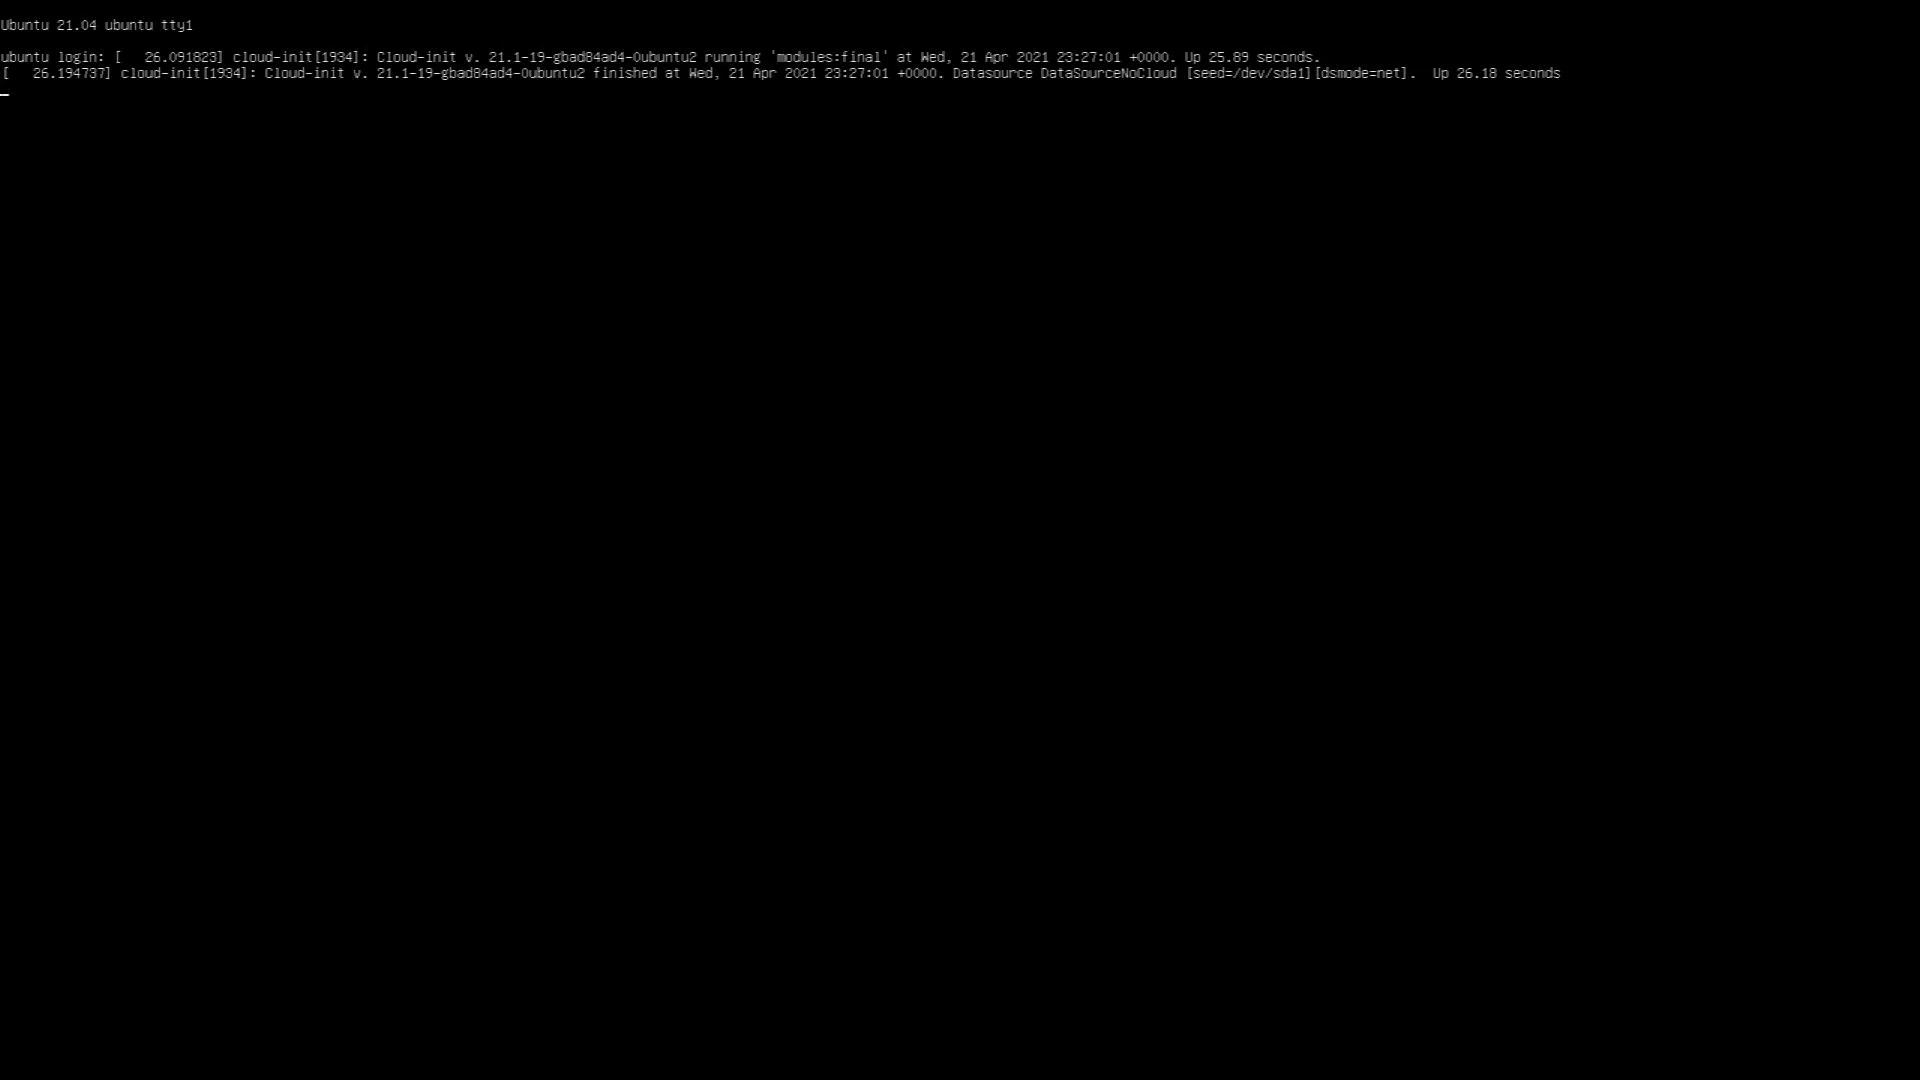 Ubuntu 21.04 ubuntu tty1
ubuntu login: [   26.091823] cloud-init[1934]: Cloud-init v. 21.1-19-gbad84ad4-0ubuntu2 running 'modules:final' at Wed, 21 Apr 2021 23:27:01 +0000. Up 25.89 seconds.
[   26.194737] cloud-init[1934]: Cloud-init v. 21.1-19-gbad84ad4-0ubuntu2 finished at Wed, 21 Apr 2021 23:27:01 +0000. Datasource DataSourceNoCloud [seed=/dev/sda1][dsmode=net].  Up 26.18 seconds